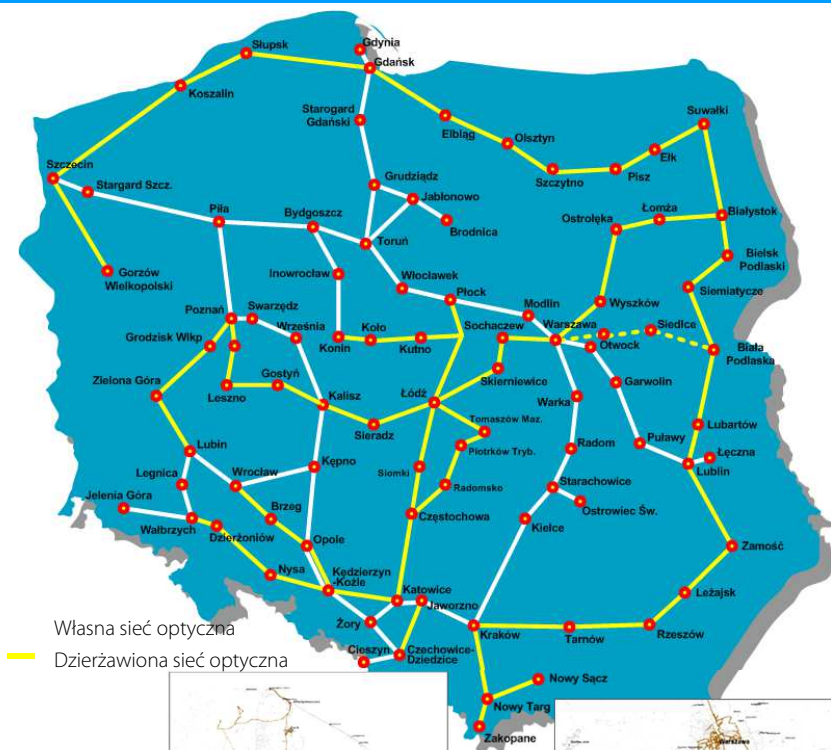 Gdynia
Słupsk
Gdańsk
Koszalin
Starogard
Gdański
Elbląg
Olsztyn
Suwałki
Ełk
Szczytno
Pisz
Szczecin
Stargard Szcz.
Grudziądz
Jabłonowo
Brodnica
Piła
Bydgoszcz
Toruń
Ostrołęka
Łomża
Białystok
Bielsk
Podlaski
Gorzów
Wielkopolski
Inowrocław
Włocławek
Płock
Modlin
Wyszków
Siemiatycze
Poznań
Swarzędz
Września
Konin
Koło
Kutno
Sochaczew
Warszawa
Otwock
Siedlce
Biała
Podlaska
Grodzisk Wlkp
Zielona Góra
Leszno
Gostyń
Kalisz
Sieradz
Łódź
Skierniewice
Garwolin
Warka
Tomaszów Maz.
Piotrków Tryb.
Radom
Puławy
Lubartów
Łęczna
Lublin
Lubin
Legnica
Wrocław
Kępno
Siomki
Radomsko
Starachowice
Ostrowiec Św.
Jelenia Góra
Wałbrzych
Dzierżoniów
Brzeg
Opole
Częstochowa
Kielce
Zamość
Nysa
Kędzierzyn
-Koźle
Katowice
Jaworzno
Leżajsk
Żory
Kraków
Tarnów
Rzeszów
Cieszyn
Czechowice-
Dziedzice
Własna sieć optyczna
Dzierżawiona sieć optyczna
Nowy Sącz
Nowy Targ
Zakopane
Warszawa